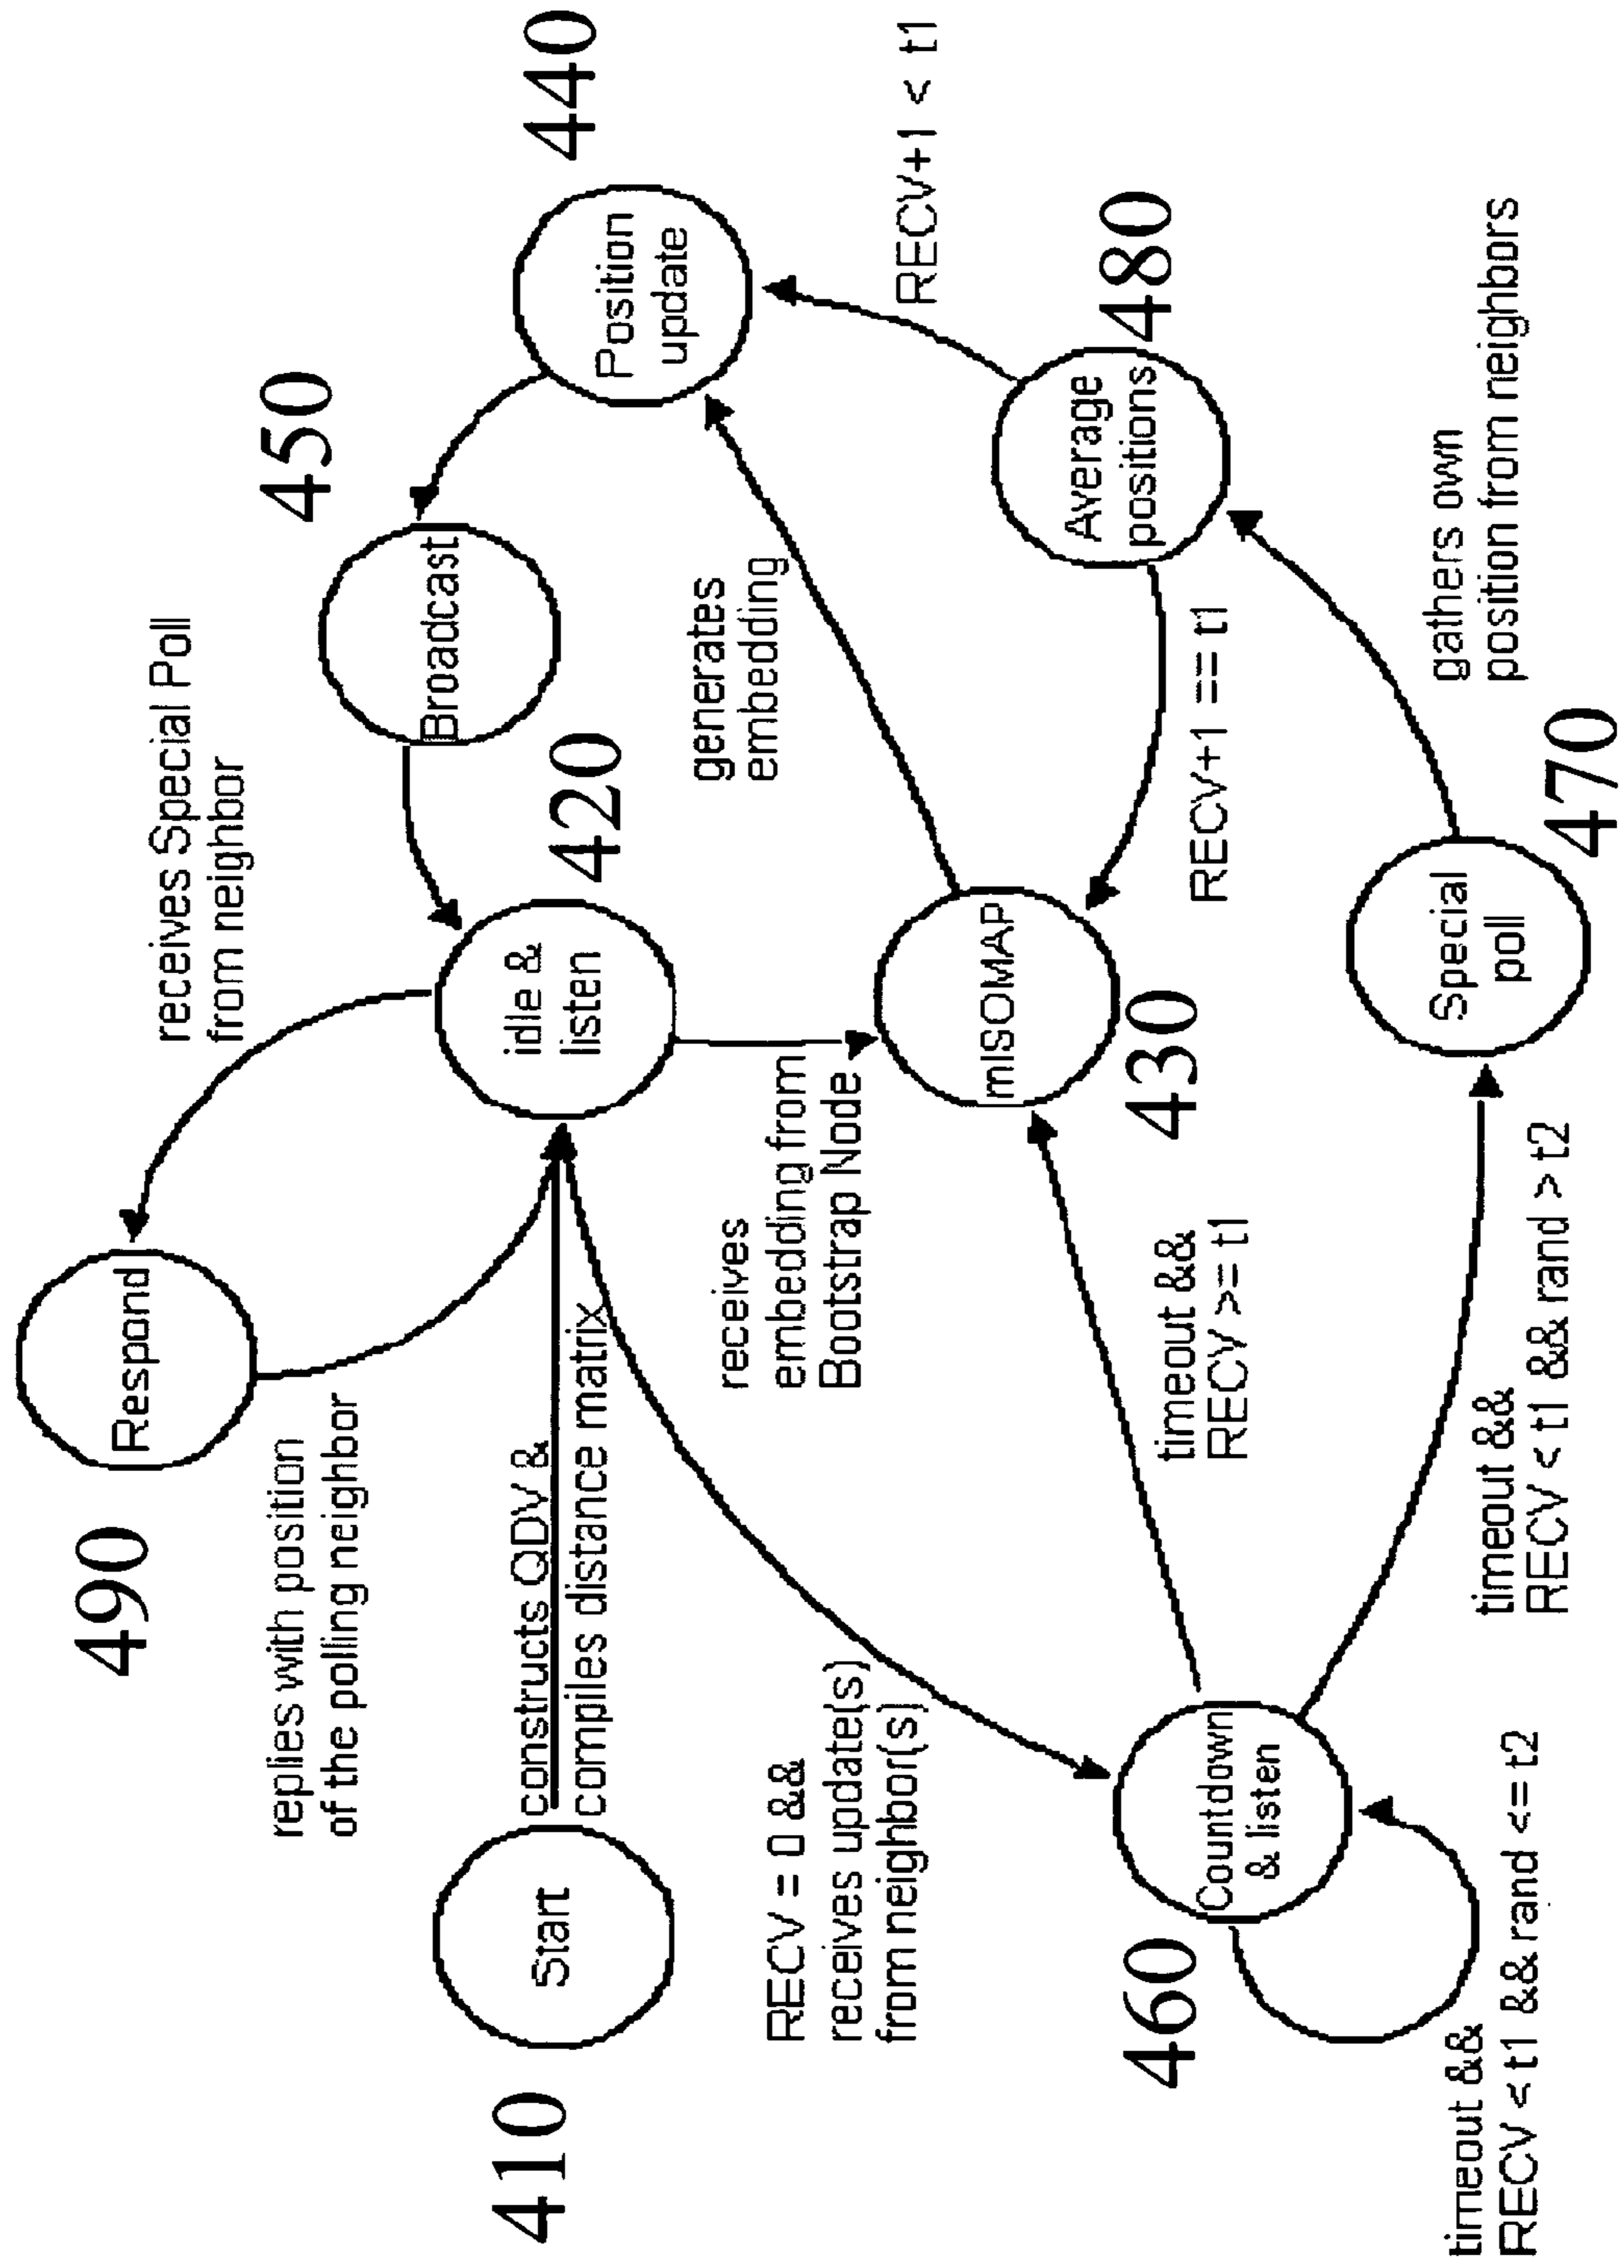 490
Respond
replies with position
of the polling neighbor
receives Special Poll
from neighbor
450
Broadcast
440
Position
update
410
Start
constructs QDV &
compiles distance matrix
idle &
listen
420
generates
embedding
RECV+1 < t1
RECV = 0 &&
receives update(s)
from neighbor(s)
receives
embedding from
Bootstrap Node
mISOMAP
430
RECV+1 == t1
Average
positions
480
460
Countdown
& listen
timeout &&
RECV >= t1
Special
poll
470
gathers own
position from neighbors
timeout &&
RECV < t1 && rand <= t2
timeout &&
RECV < t1 && rand > t2